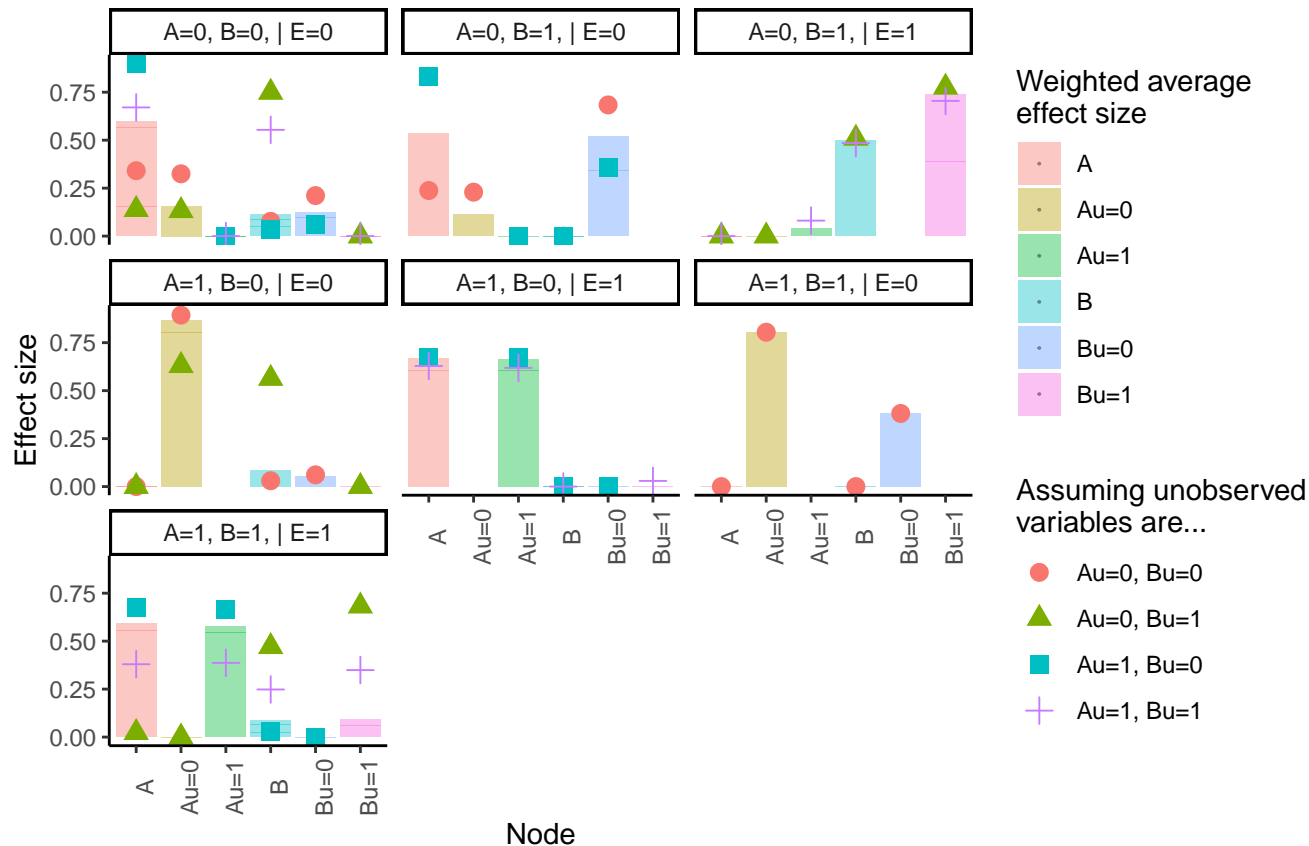 A=0, B=0, | E=0
A=0, B=1, | E=0
A=0, B=1, | E=1
0.75
0.50
0.25
0.00
A=1, B=0, | E=0
A=1, B=0, | E=1
A=1, B=1, | E=0
0.75
0.50
0.25
0.00
A
Au=0
Au=1
B
Bu=0
Bu=1
A
Au=0
Au=1
B
Bu=0
Bu=1
A=1, B=1, | E=1
0.75
0.50
0.25
0.00
A
Au=0
Au=1
B
Bu=0
Bu=1
Effect size
Node
Weighted average
effect size
A
Au=0
Au=1
B
Bu=0
Bu=1
Assuming unobserved
variables are...
Au=0, Bu=0
Au=0, Bu=1
Au=1, Bu=0
Au=1, Bu=1